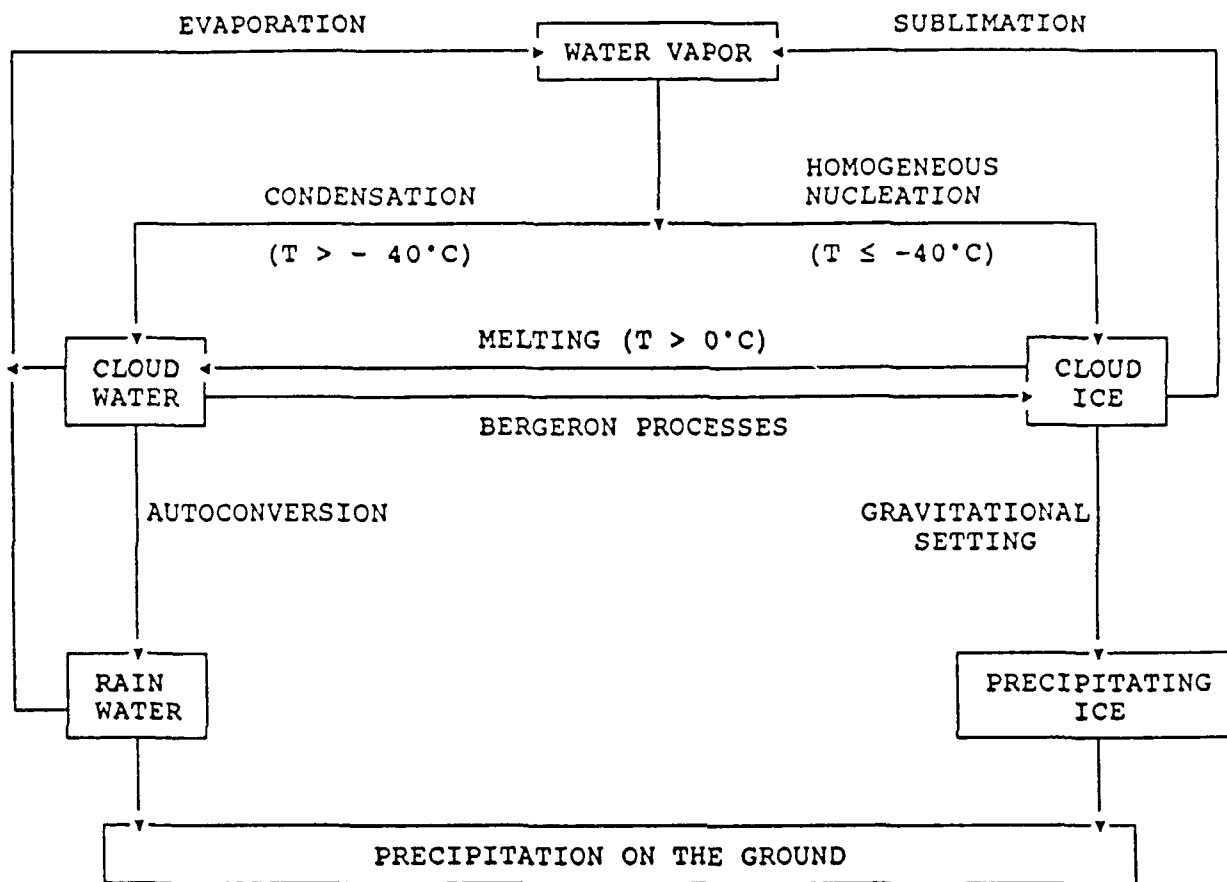 EVAPORATION
SUBLIMATION
WATER VAPOR
HOMOGENEOUS
NUCLEATION
CONDENSATION
(T > - 40°C)
(T ≤ -40°C)
MELTING (T > 0°C)
CLOUD
WATER
CLOUD
ICE
BERGERON PROCESSES
AUTOCONVERSION
GRAVITATIONAL
SETTING
RAIN
WATER
PRECIPITATING
ICE
PRECIPITATION ON THE GROUND